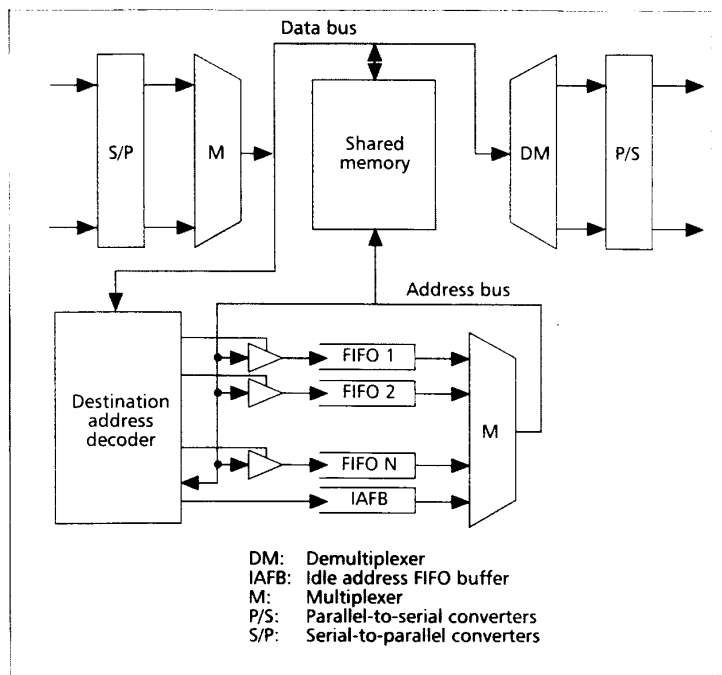 Data bus
S/P
M
Shared
memory
DM
P/S
Address bus
Destination
address
decoder
FIFO 1
FIFO 2
FIFO N
IAFB
M
DM: Demultiplexer
IAFB: Idle address FIFO buffer
M: Multiplexer
P/S: Parallel-to-serial converters
S/P: Serial-to-parallel converters